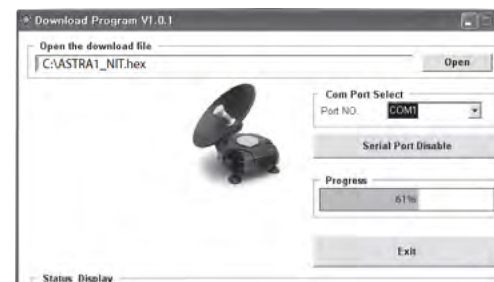 Download Program V1.0.1
Open the download file
C:\ASTRA1_NIT.hex
Open
Com Port Select
Port NO. COM1
Serial Port Disable
Progress
61%
Exit
Status Display